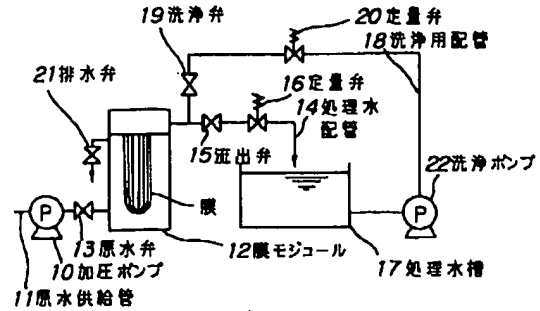 19洗浄弁
20定量弁
18洗浄用配管
21排水弁
16定量弁
14処理水
配管
15流出弁
22洗浄ポンプ
膜
P
P
13原水弁
12膜モジュール
17処理水槽
10加圧ポンプ
11原水供給管